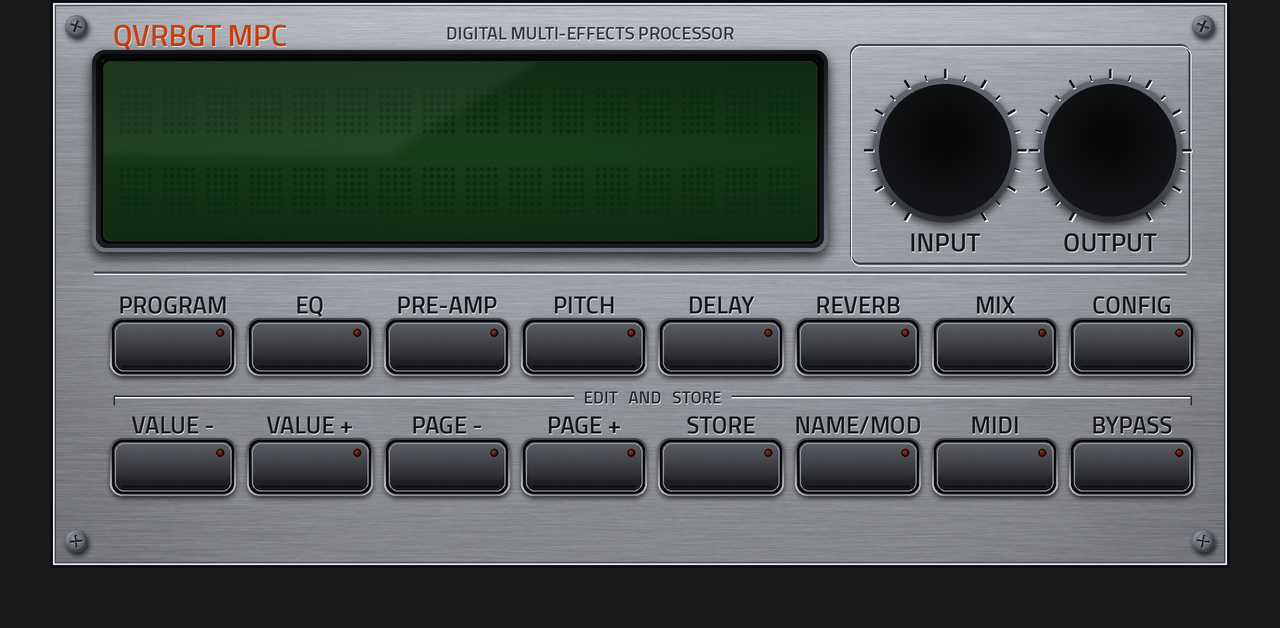 QVRBGT MPC
DIGITAL MULTI-EFFECTS PROCESSOR
INPUT OUTPUT
PROGRAM EQ PRE-AMP PITCH DELAY REVERB MIX CONFIG
EDIT AND STORE
VALUE - VALUE + PAGE - PAGE + STORE NAME/MOD MIDI BYPASS